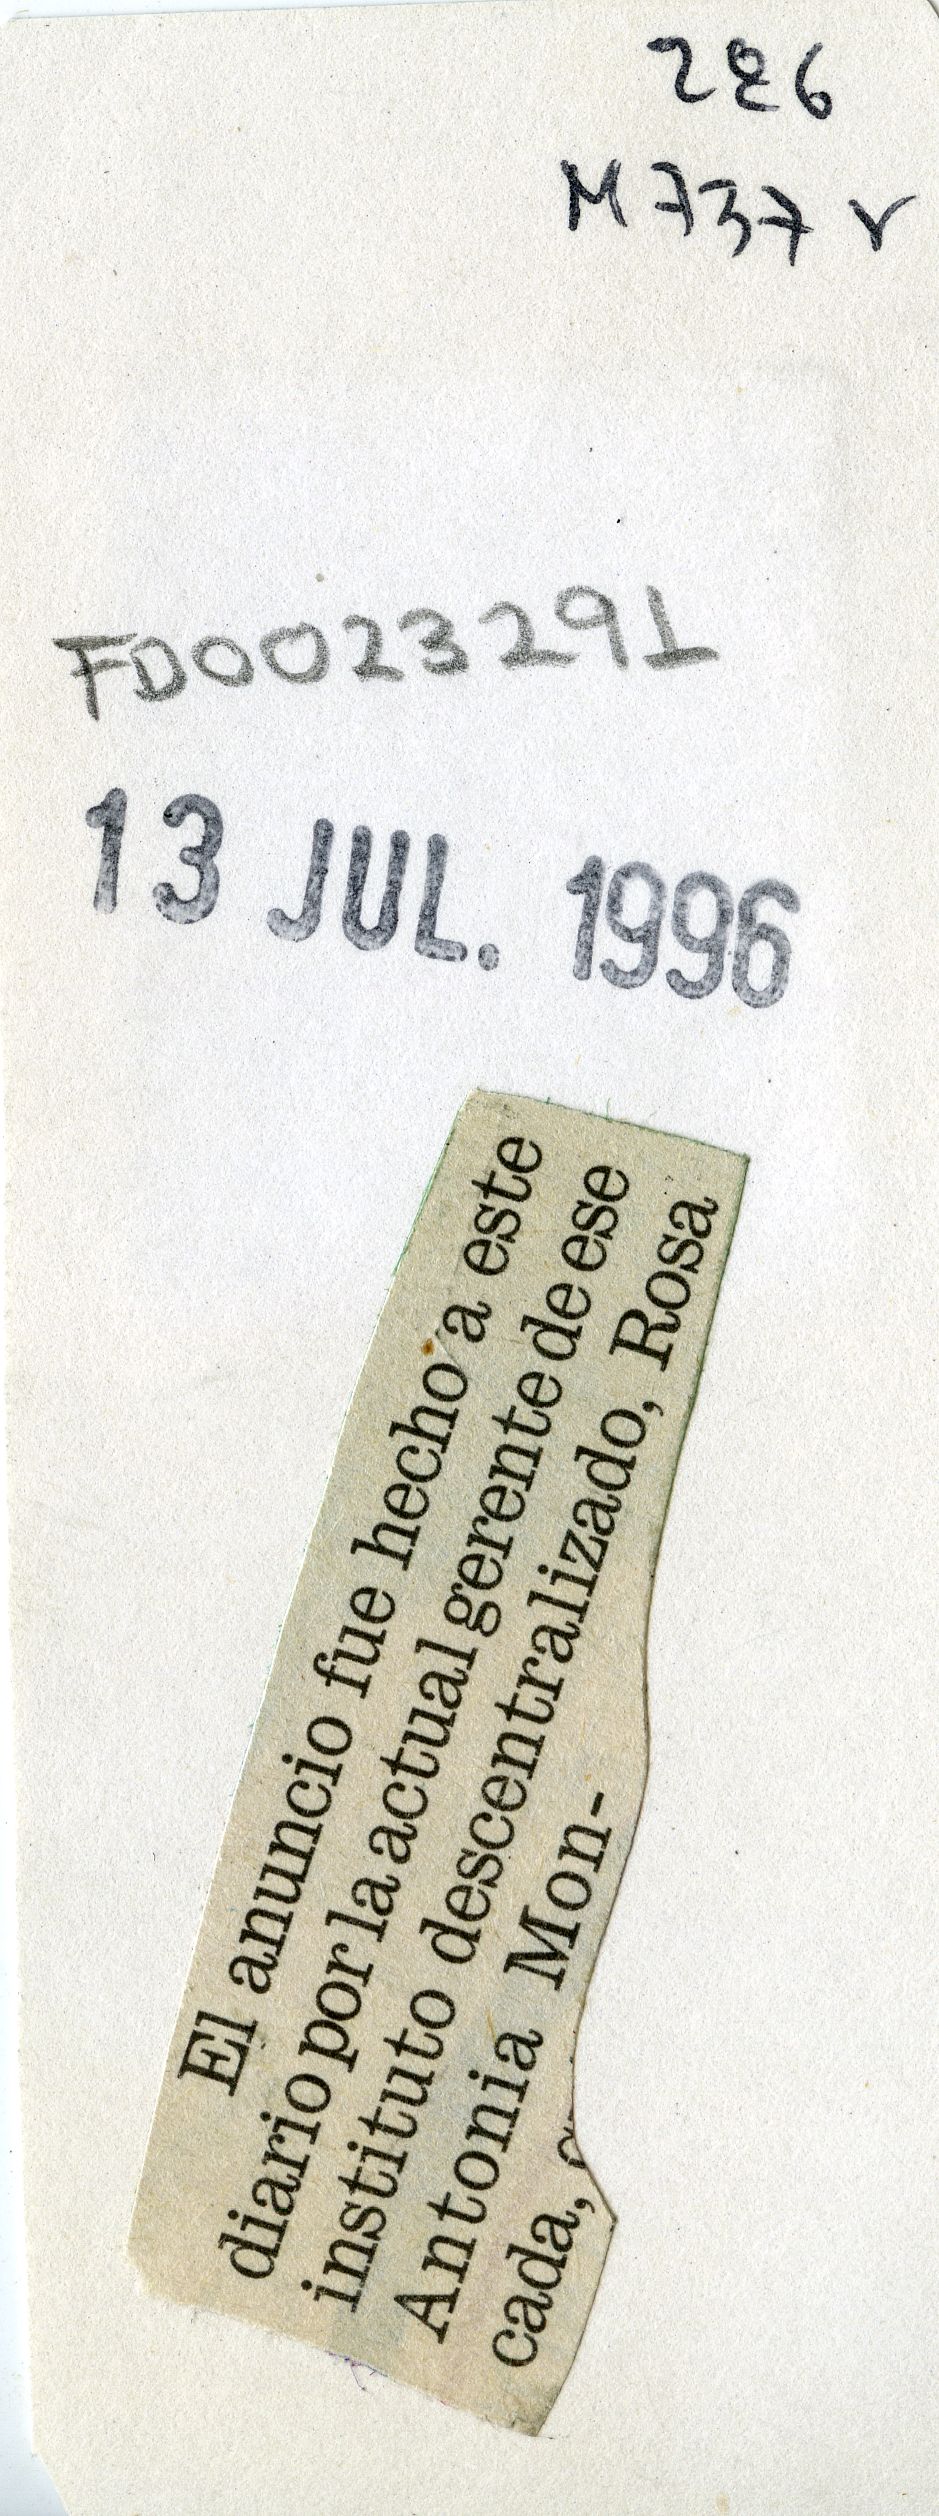 226
M737v
FD0023291
13 JUL. 1996
El anuncio fue hecho a este
diario por la actual gerente de ese
instituto descentralizado, Rosa
Antonia Mon-
cada,